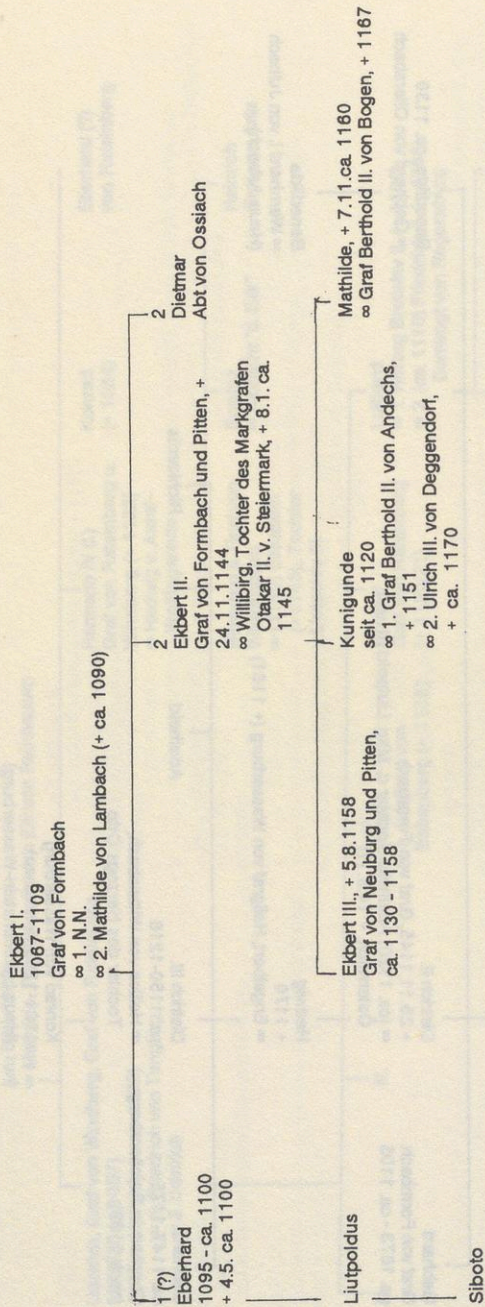 Ekbert I.
1067-1109
Graf von Formbach
∞ 1. N.N.
∞ 2. Mathilde von Lambach (+ ca. 1090)
1 (?)
Eberhard
1095 - ca. 1100
+ 4.5. ca. 1100
2
Ekbert II.
Graf von Formbach und Pitten, +
24.11.1144
∞ Willibirg, Tochter des Markgrafen
Otakar II. v. Steiermark, + 8.1. ca.
1145
2
Dietmar
Abt von Ossiach
Liutpoldus
Ekbert III., + 5.8.1158
Graf von Neuburg und Pitten,
ca. 1130 - 1158
Kunigunde
seit ca. 1120
∞ 1. Graf Berthold II. von Andechs,
+ 1151
∞ 2. Ulrich III. von Deggendorf,
+ ca. 1170
Mathilde, + 7.11.ca. 1160
∞ Graf Berthold II. von Bogen, + 1167
Siboto